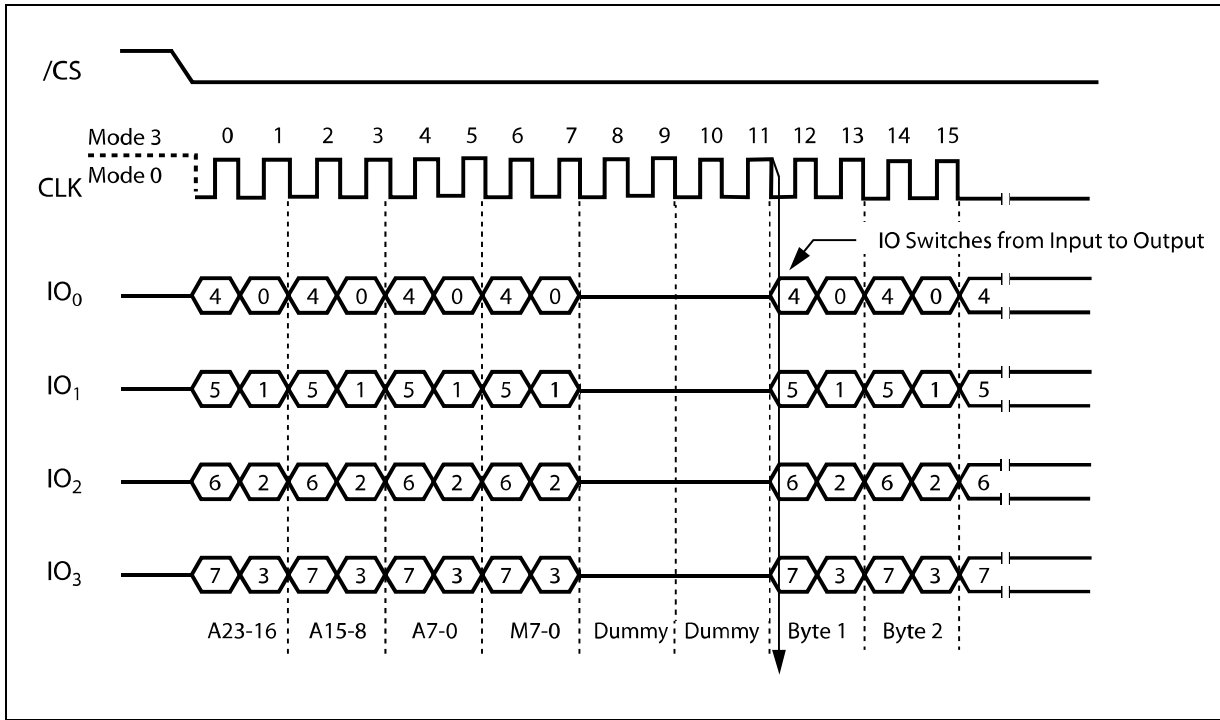 /CS
Mode 3
0 1 2 3 4 5 6 7 8 9 10 11 12 13 14 15
CLK
Mode 0
IO Switches from Input to Output
IO₀
4 0 4 0 4 0 4 0 4 0 4 0 4
IO₁
5 1 5 1 5 1 5 1 5 1 5 1 5
IO₂
6 2 6 2 6 2 6 2 6 2 6 2 6
IO₃
7 3 7 3 7 3 7 3 7 3 7 3 7
A23-16 A15-8 A7-0 M7-0 Dummy Dummy Byte 1 Byte 2